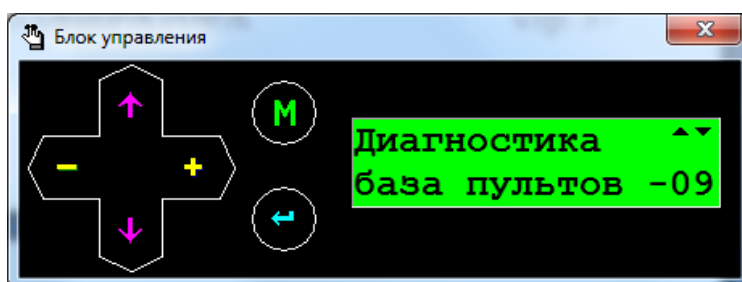 Блок управления
M
Диагностика
- +
база пультов -09